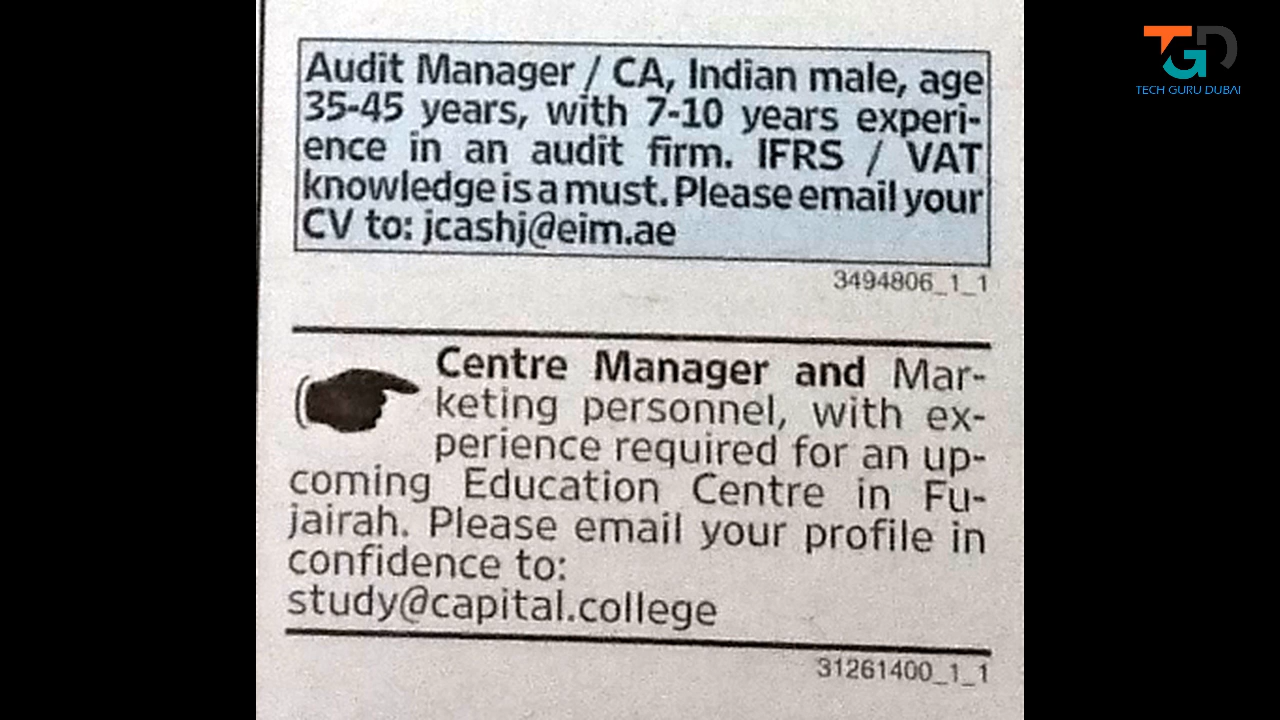 TGD
TECH GURU DUBAI
Audit Manager / CA, Indian male, age
35-45 years, with 7-10 years experi-
ence in an audit firm. IFRS / VAT
knowledge is a must. Please email your
CV to: jcashj@eim.ae
3494806_1_1
Centre Manager and Mar-
keting personnel, with ex-
perience required for an up-
coming Education Centre in Fu-
jairah. Please email your profile in
confidence to:
study@capital.college
31261400_1_1